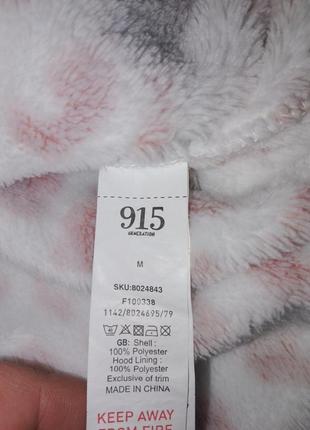 915
GENERATION
M
SKU:8024843
F100338
1142/8024695/79
GB: Shell :
100% Polyester
Hood Lining :
100% Polyester
Exclusive of trim
MADE IN CHINA
KEEP AWAY
FROM FIRE